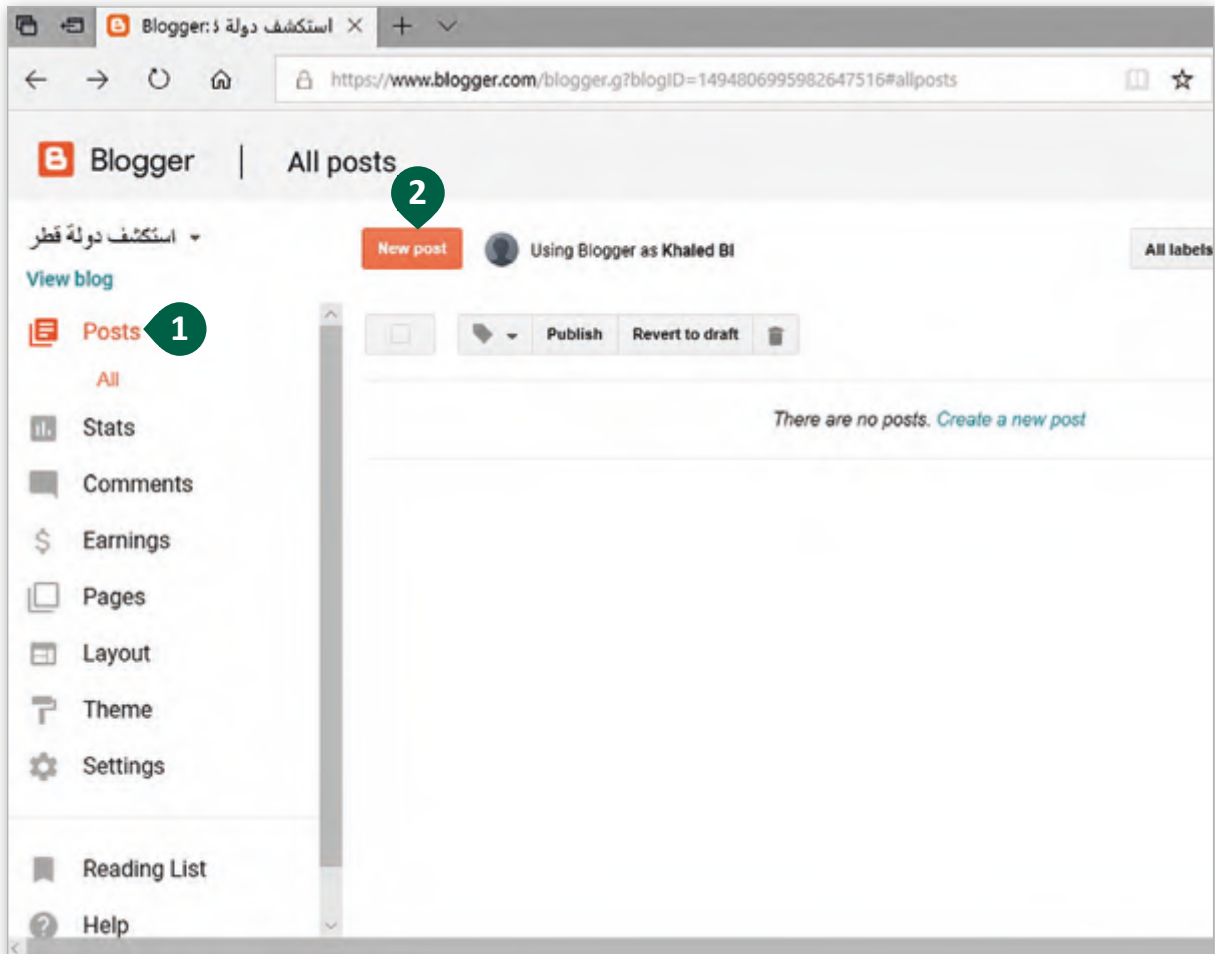 Blogger: استكشف دولة ة
https://www.blogger.com/blogger.g?blogID=1494806995982647516#allposts
Blogger | All posts
2
استكشف دولة قطر
New post
Using Blogger as Khaled BI
All labels
View blog
Posts 1
Publish
Revert to draft
All
There are no posts. Create a new post
Stats
Comments
Earnings
Pages
Layout
Theme
Settings
Reading List
Help